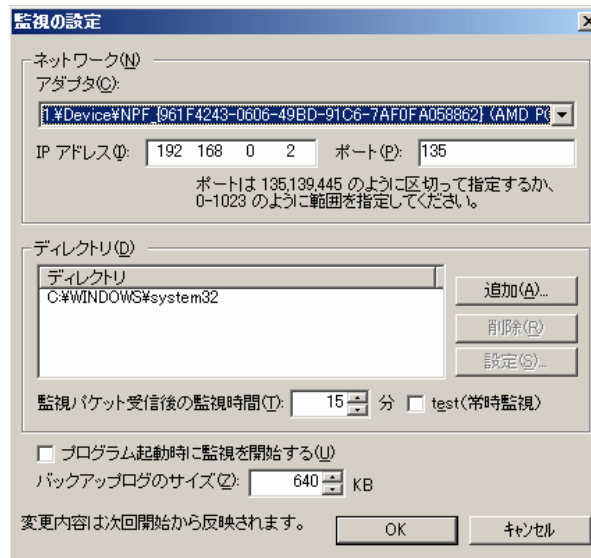 監視の設定
ネットワーク(N)
アダプタ(C):
1.¥Device¥NPF_{961F4243-0606-49BD-91C6-7AF0FA058862} (AMD PC
IP アドレス(I): 192 168 0 2 ポート(P): 135
ポートは 135,139,445 のように区切って指定するか、
0-1023 のように範囲を指定してください。
ディレクトリ(D)
ディレクトリ
C:¥WINDOWS¥system32
追加(A)...
削除(R)
設定(S)...
監視パケット受信後の監視時間(T): 15 分 test(常時監視)
プログラム起動時に監視を開始する(U)
バックアップログのサイズ(Z): 640 KB
変更内容は次回開始から反映されます。 OK キャンセル